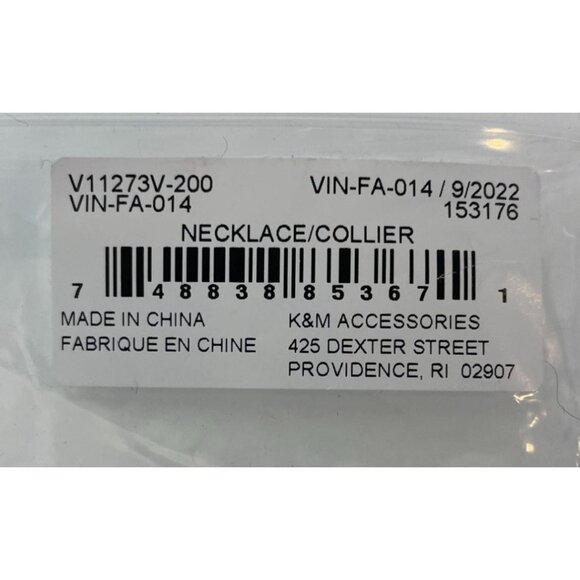 V11273V-200 VIN-FA-014 / 9/2022
VIN-FA-014 153176
NECKLACE/COLLIER
7 48838 85367 1
MADE IN CHINA K&M ACCESSORIES
FABRIQUE EN CHINE 425 DEXTER STREET
PROVIDENCE, RI 02907